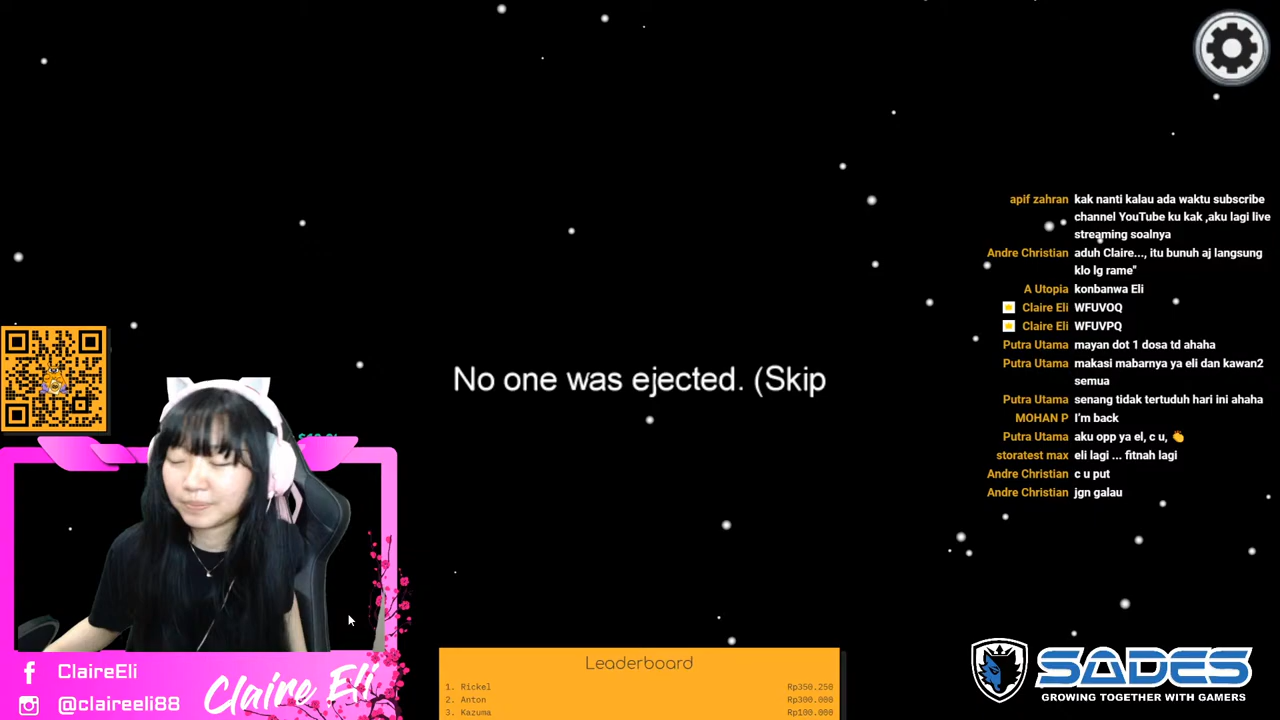 apif zahran kak nanti kalau ada waktu subscribe
channel YouTube ku kak ,aku lagi live
streaming soalnya
Andre Christian aduh Claire..., itu bunuh aj langsung
klo lg rame"
A Utopia konbanwa Eli
Claire Eli WFUVOQ
Claire Eli WFUVPQ
Putra Utama mayan dot 1 dosa td ahaha
Putra Utama makasi mabarnya ya eli dan kawan2
semua
Putra Utama senang tidak tertuduh hari ini ahaha
MOHAN P I'm back
Putra Utama aku opp ya el, c u, 👏
storatest max eli lagi ... fitnah lagi
Andre Christian c u put
Andre Christian jgn galau
No one was ejected. (Skip
ClaireEli
@claireeli88
Claire Eli
Leaderboard
1. Rickel Rp350.250
2. Anton Rp300.000
3. Kazuma Rp100.000
SADES
GROWING TOGETHER WITH GAMERS